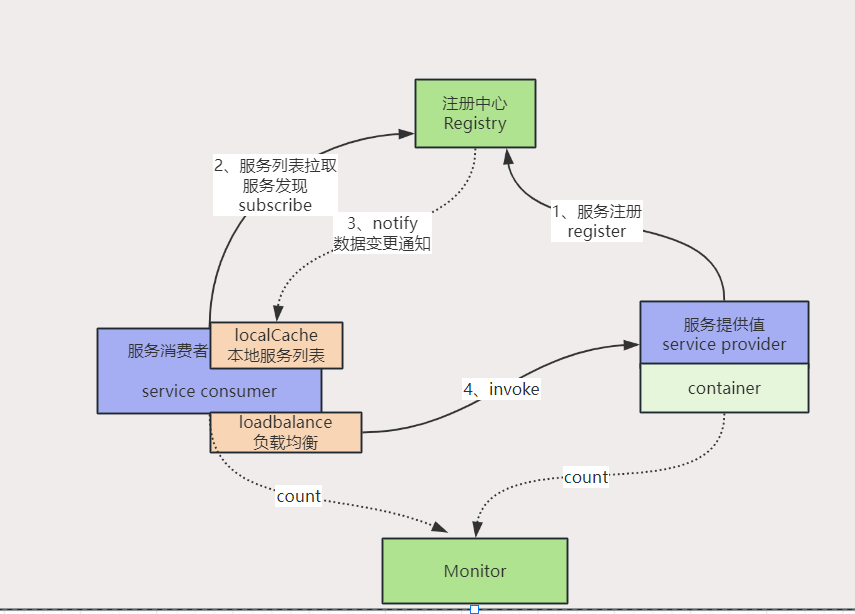 注册中心
Registry
2、服务列表拉取
服务发现
subscribe
3、notify
数据变更通知
1、服务注册
register
localCache
本地服务列表
服务消费者
service consumer
loadbalance
负载均衡
4、invoke
服务提供值
service provider
container
count
count
Monitor